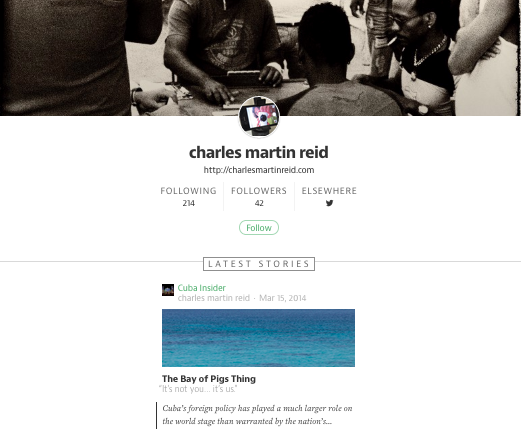 charles martin reid
http://charlesmartinreid.com
FOLLOWING FOLLOWERS ELSEWHERE
214 42
Follow
LATEST STORIES
Cuba Insider
charles martin reid · Mar 15, 2014
The Bay of Pigs Thing
“It’s not you... it’s us.”
Cuba’s foreign policy has played a much larger role on
the world stage than warranted by the nation’s...